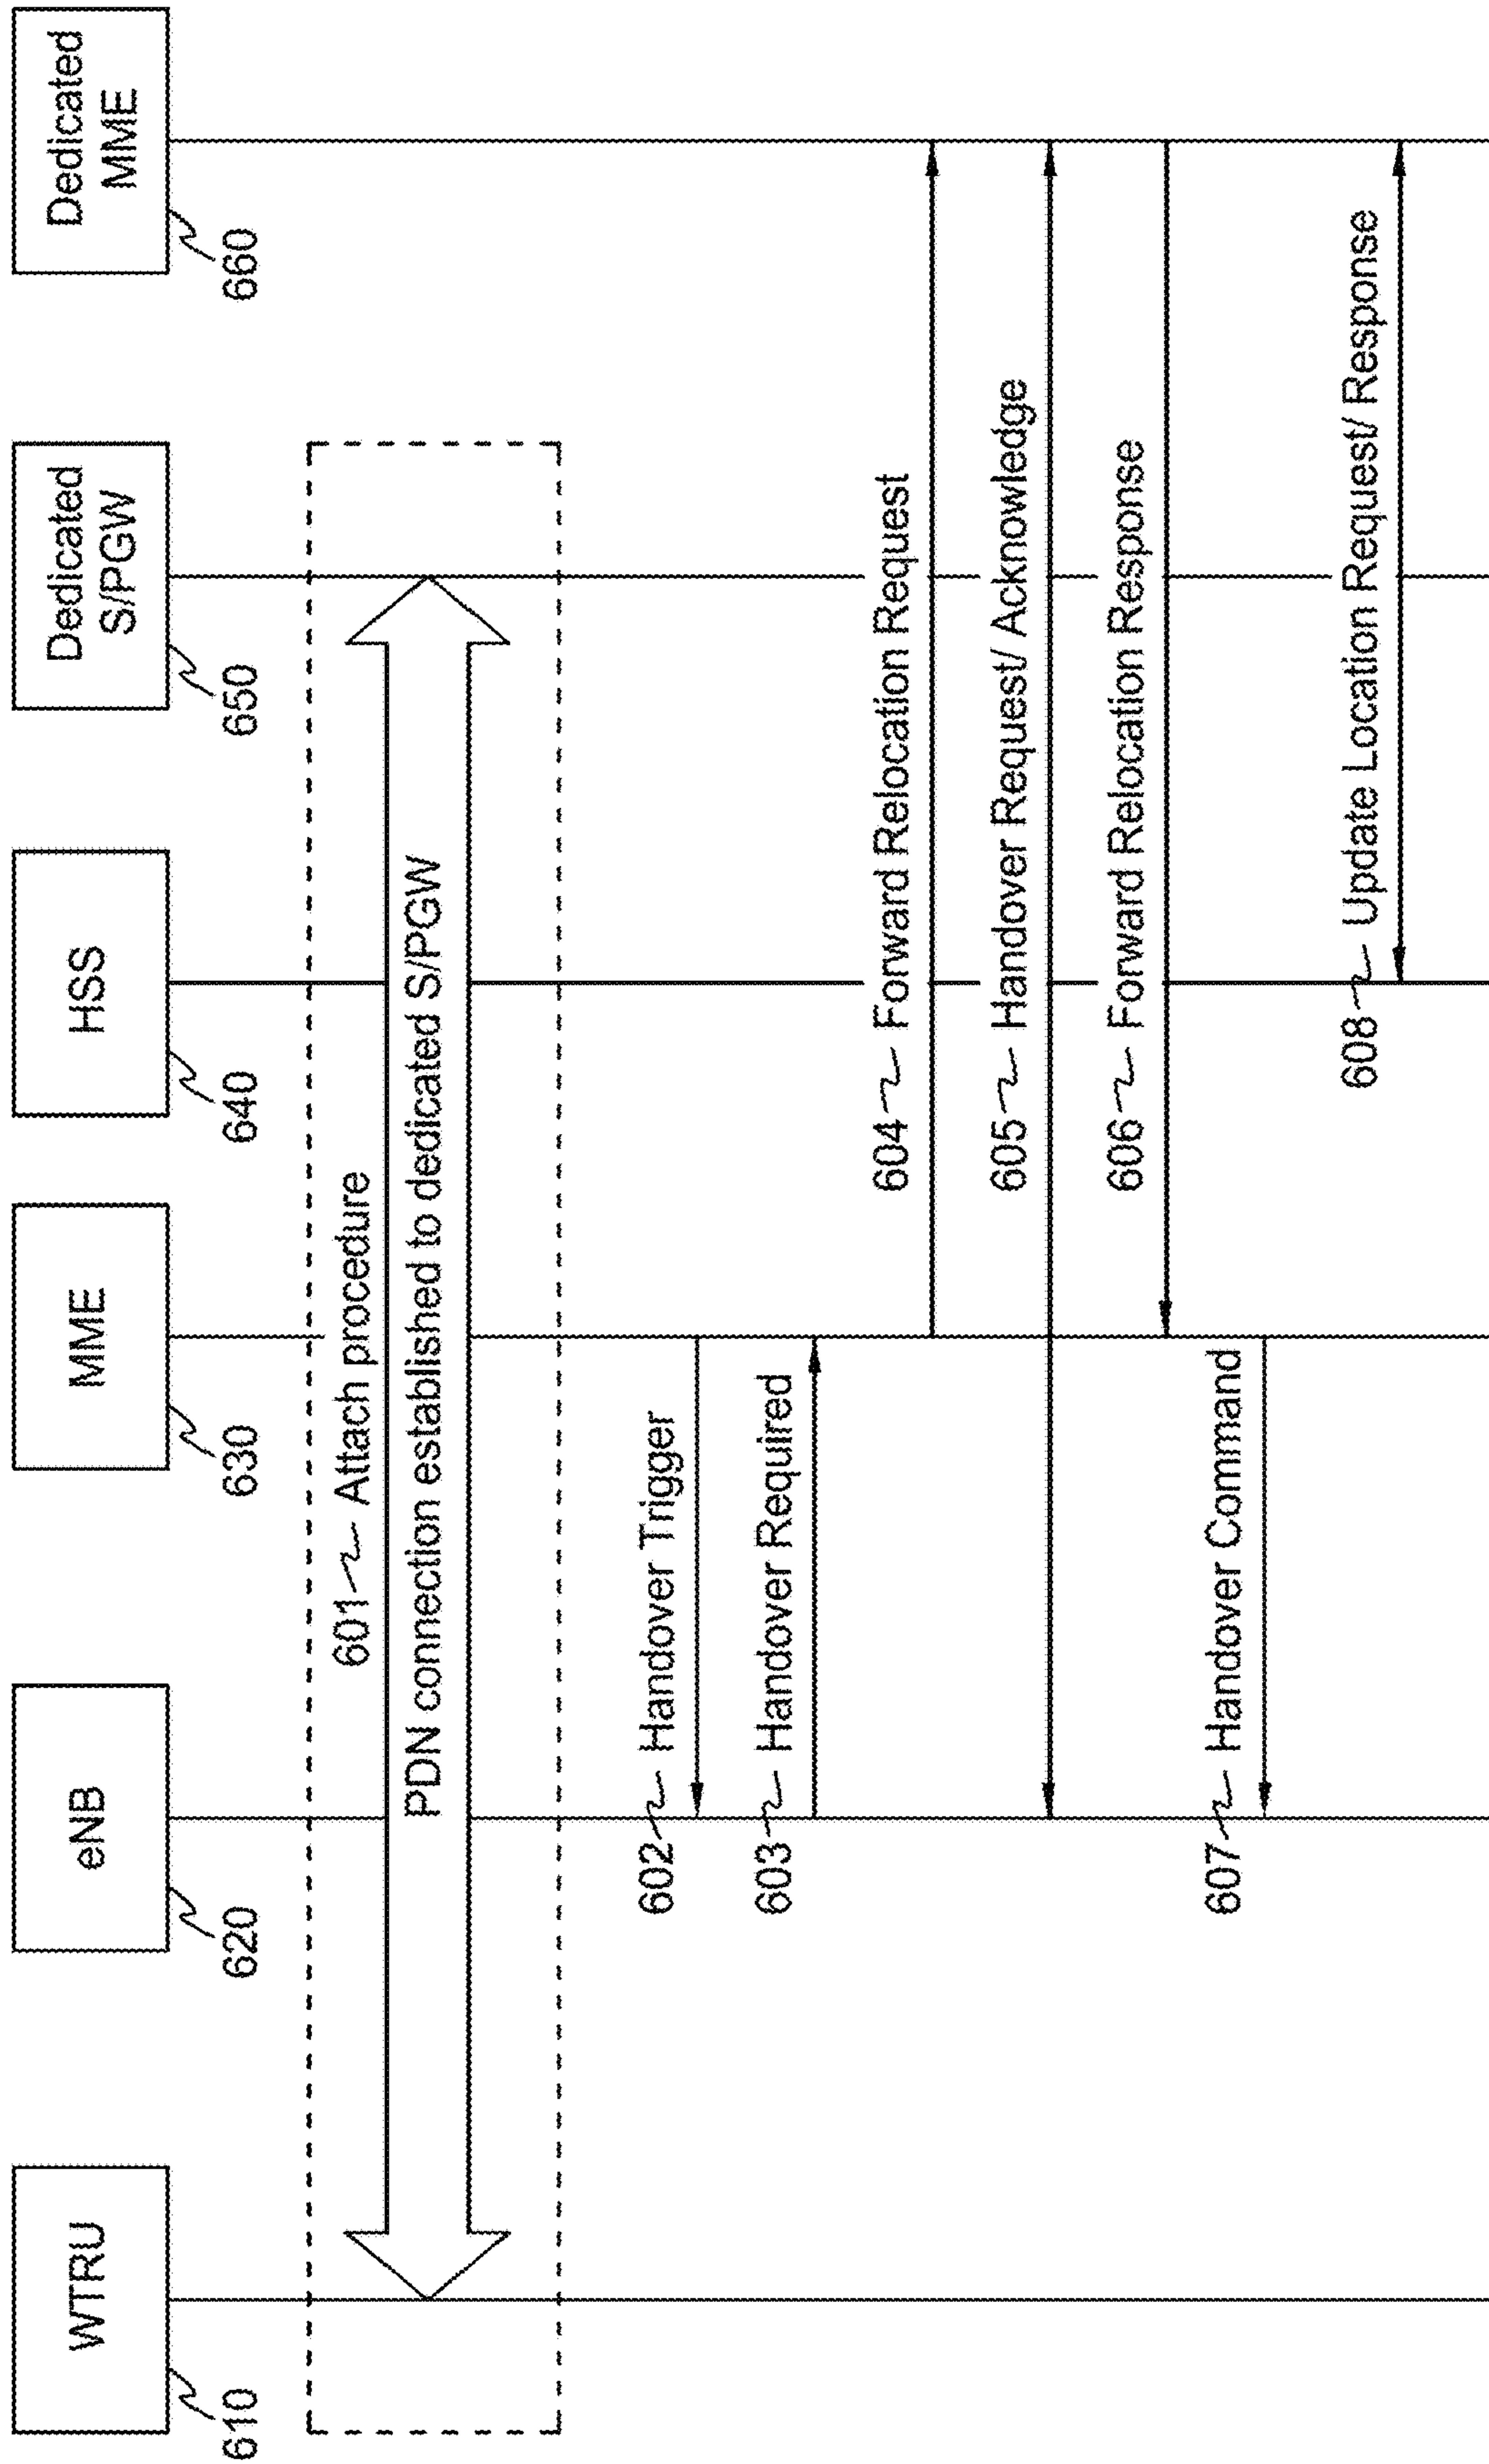 WTRU
610
eNB
620
MME
630
HSS
640
Dedicated
S/PGW
650
Dedicated
MME
660
601 Attach procedure
PDN connection established to dedicated S/PGW
602 Handover Trigger
603 Handover Required
604 Forward Relocation Request
605 Handover Request/ Acknowledge
606 Forward Relocation Response
607 Handover Command
608 Update Location Request/ Response